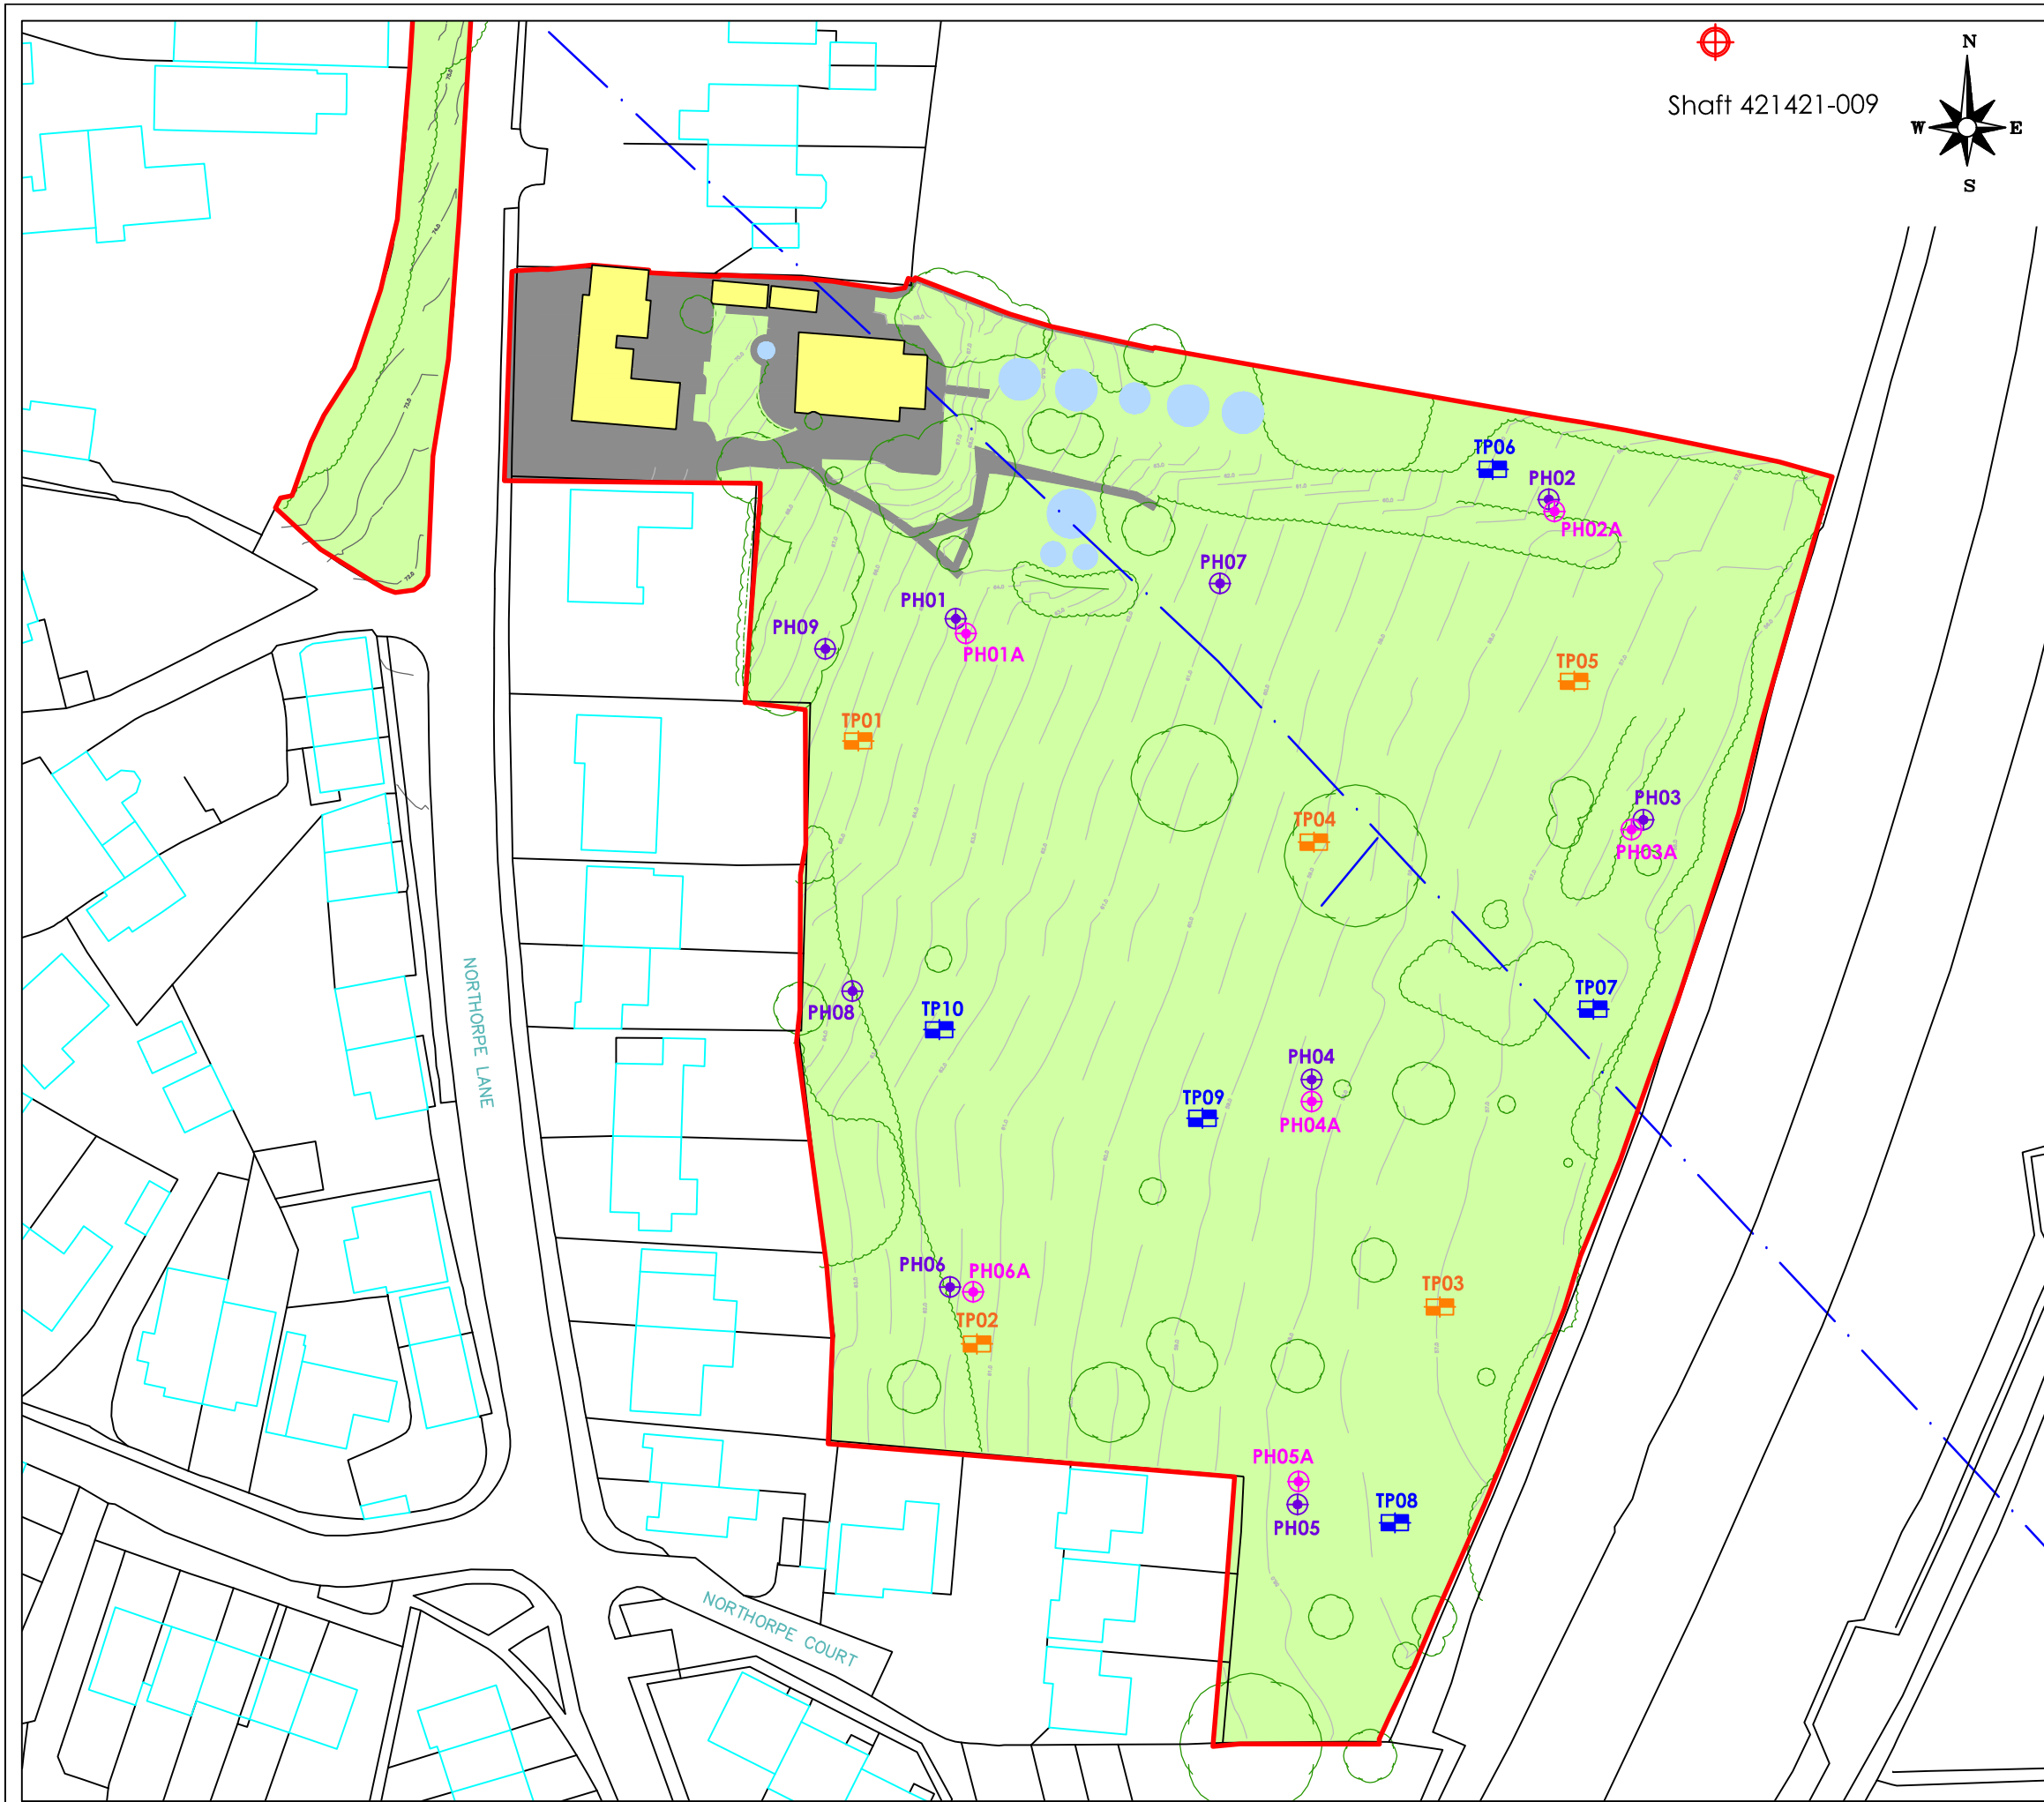 N
Shaft 421421-009
W
E
S
TP06
PH02
PH02A
PH07
PH01
PH09
PH01A
TP05
TP01
PH03
TP04
PH03A
NORTHORPE LANE
TP07
PH08
TP10
PH04
TP09
PH04A
PH06
PH06A
TP03
TP02
PH05A
TP08
PH05
NORTHORPE COURT